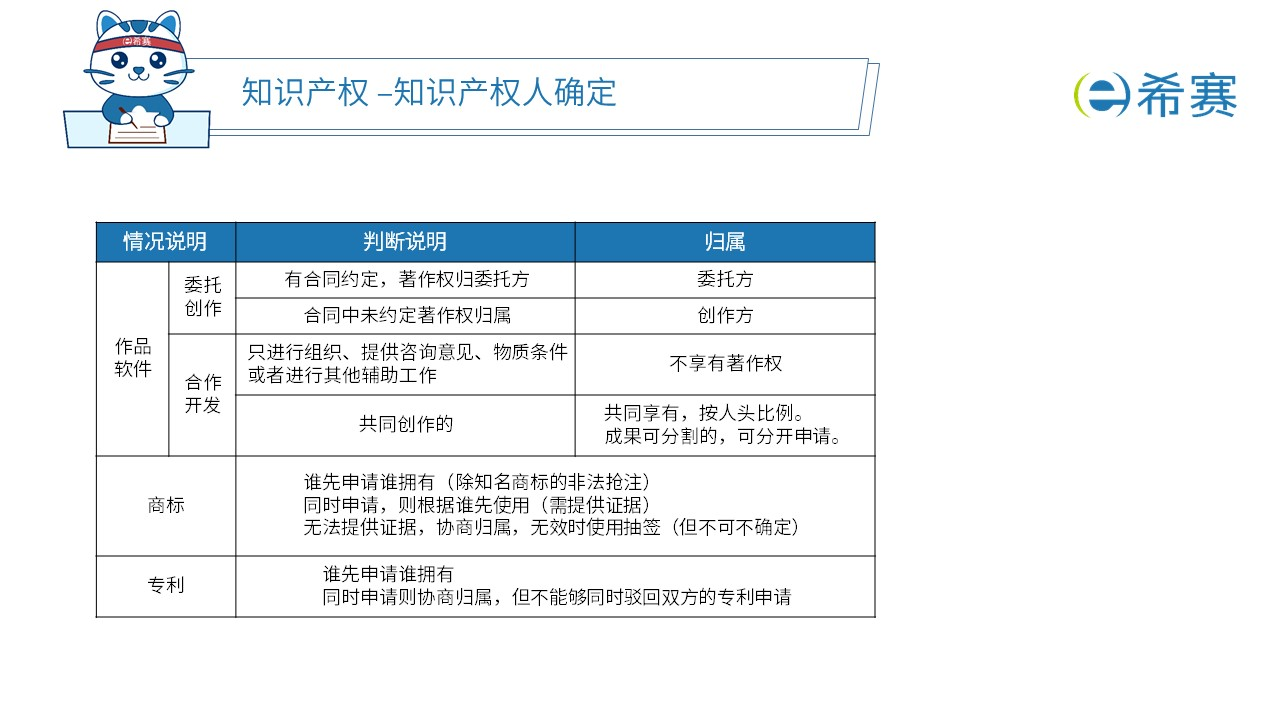 希赛
知识产权 –知识产权人确定
希赛
情况说明
判断说明
归属
作品
软件
委托
创作
有合同约定，著作权归委托方
委托方
合同中未约定著作权归属
创作方
合作
开发
只进行组织、提供咨询意见、物质条件
或者进行其他辅助工作
不享有著作权
共同创作的
共同享有，按人头比例。
成果可分割的，可分开申请。
商标
谁先申请谁拥有（除知名商标的非法抢注）
同时申请，则根据谁先使用（需提供证据）
无法提供证据，协商归属，无效时使用抽签（但不可不确定）
专利
谁先申请谁拥有
同时申请则协商归属，但不能够同时驳回双方的专利申请